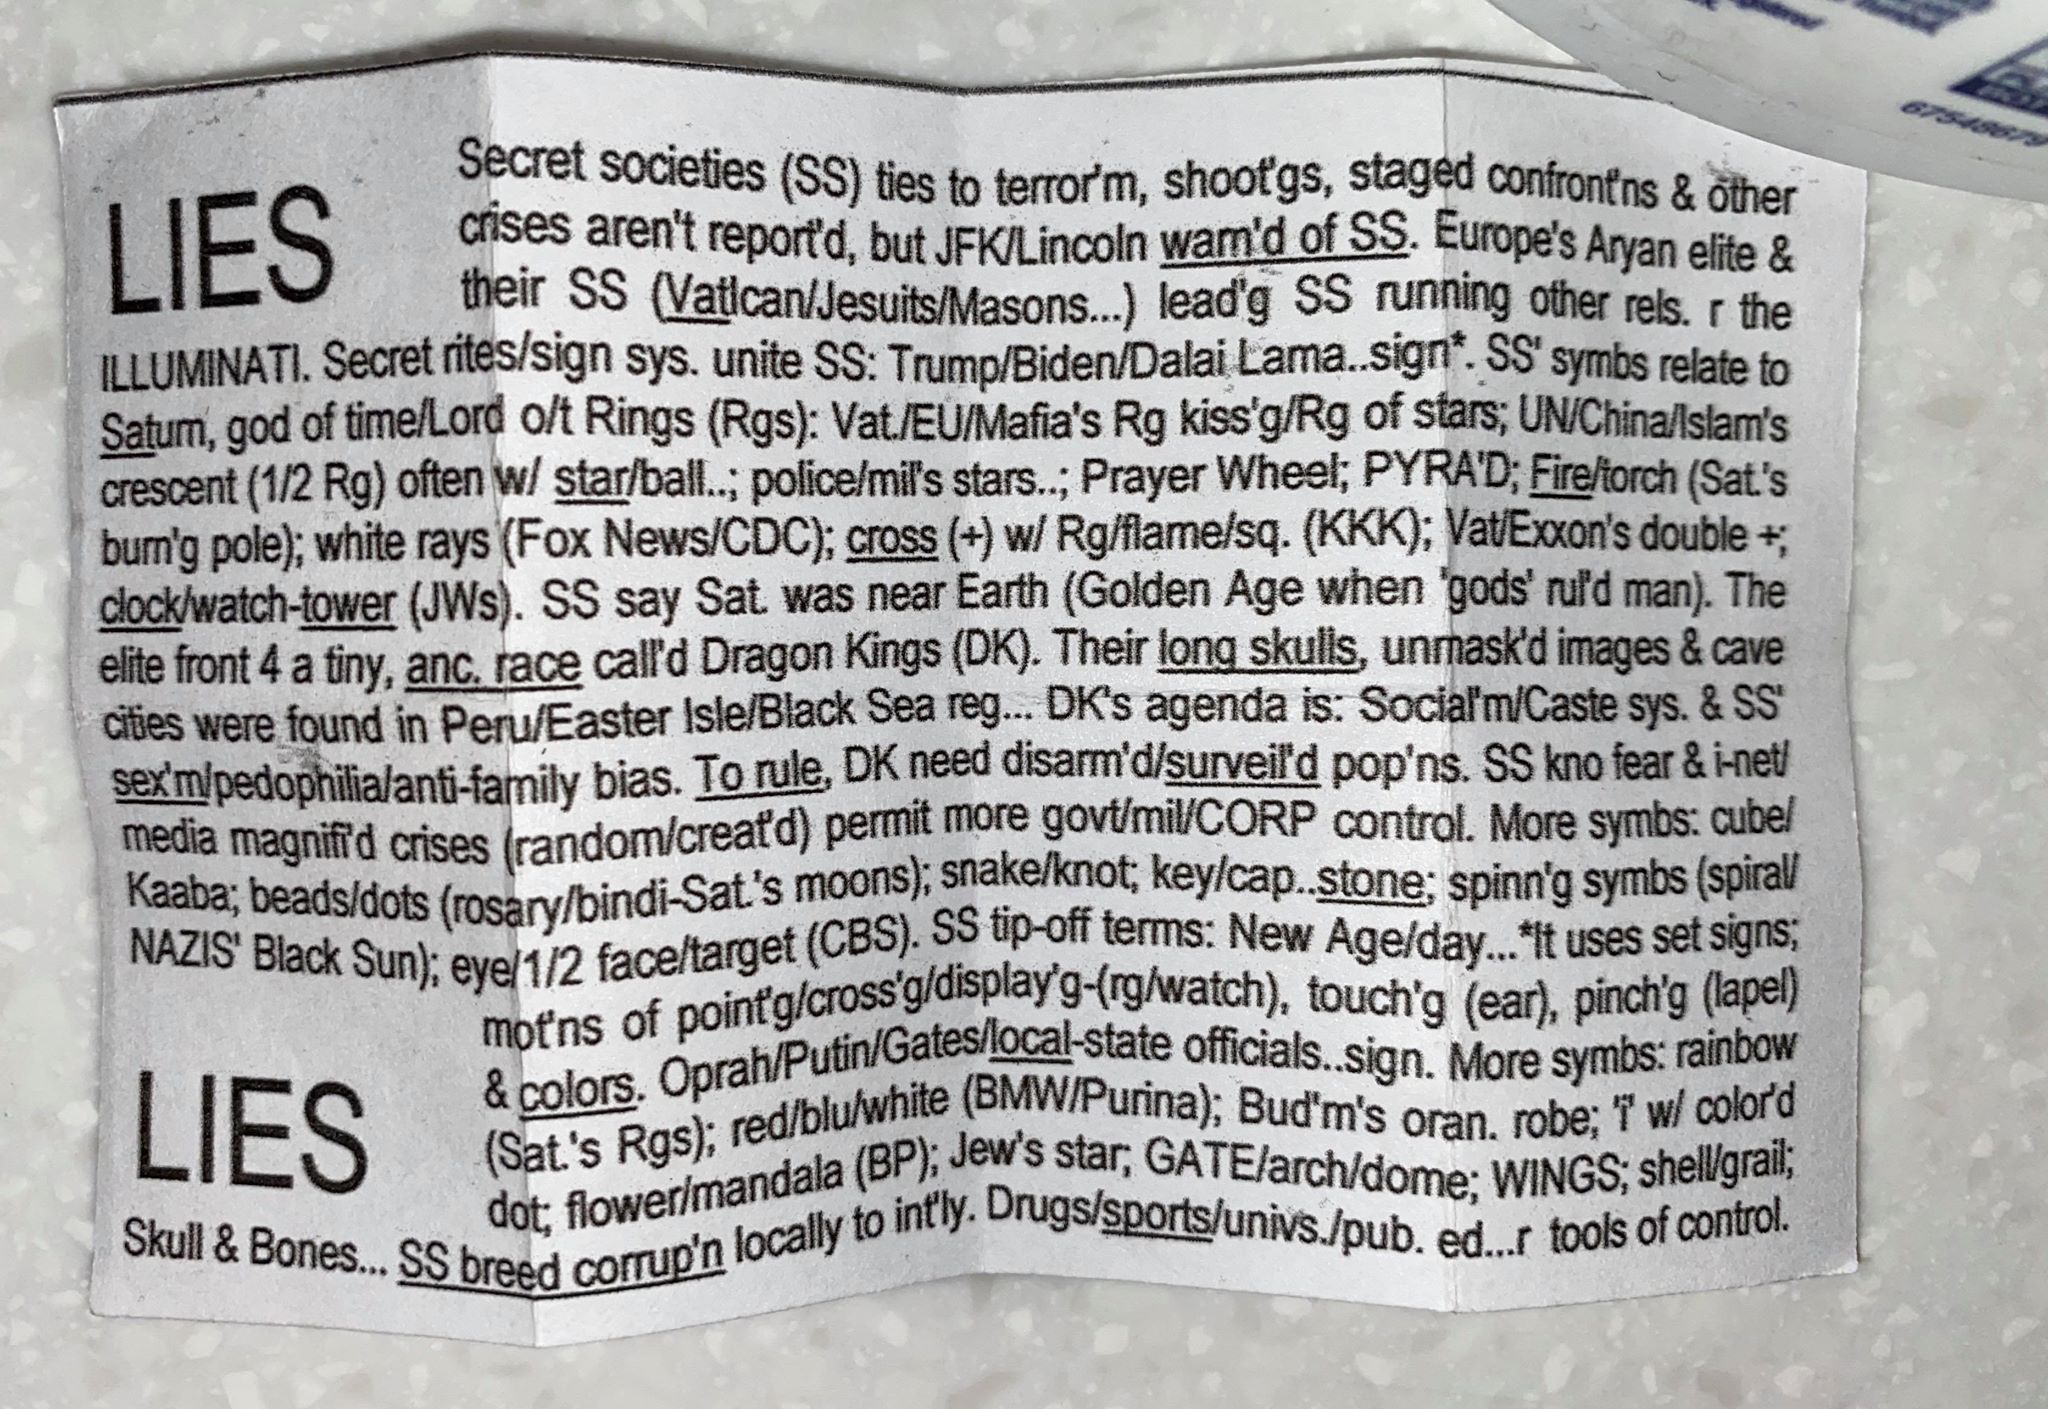 LIES
Secret societies (SS) ties to terror'm, shoot'gs, staged confront'ns & other
crises aren't report'd, but JFK/Lincoln warn'd of SS. Europe's Aryan elite &
their SS (VatIcan/Jesuits/Masons...) lead'g SS running other rels. r the
ILLUMINATI. Secret rites/sign sys. unite SS: Trump/Biden/Dalai Lama..sign*. SS' symbs relate to
Saturn, god of time/Lord o/t Rings (Rgs): Vat./EU/Mafia's Rg kiss'g/Rg of stars; UN/China/Islam's
crescent (1/2 Rg) often w/ star/ball..; police/mil's stars..; Prayer Wheel; PYRA'D; Fire/torch (Sat.'s
burn'g pole); white rays (Fox News/CDC); cross (+) w/ Rg/flame/sq. (KKK); Vat/Exxon's double +;
clock/watch-tower (JWs). SS say Sat. was near Earth (Golden Age when 'gods' rul'd man). The
elite front 4 a tiny, anc. race call'd Dragon Kings (DK). Their long skulls, unmask'd images & cave
cities were found in Peru/Easter Isle/Black Sea reg... DK's agenda is: Social'm/Caste sys. & SS'
sex'm/pedophilia/anti-family bias. To rule, DK need disarm'd/surveil'd pop'ns. SS kno fear & i-net/
media magnifi'd crises (random/creat'd) permit more govt/mil/CORP control. More symbs: cube/
Kaaba; beads/dots (rosary/bindi-Sat.'s moons); snake/knot; key/cap..stone; spinn'g symbs (spiral/
NAZIS' Black Sun); eye/1/2 face/target (CBS). SS tip-off terms: New Age/day...*It uses set signs;
mot'ns of point'g/cross'g/display'g-(rg/watch), touch'g (ear), pinch'g (lapel)
& colors. Oprah/Putin/Gates/local-state officials..sign. More symbs: rainbow
LIES
(Sat.'s Rgs); red/blu/white (BMW/Purina); Bud'm's oran. robe; 'i' w/ color'd
dot; flower/mandala (BP); Jew's star; GATE/arch/dome; WINGS; shell/grail;
Skull & Bones... SS breed corrup'n locally to int'ly. Drugs/sports/univs./pub. ed...r tools of control.